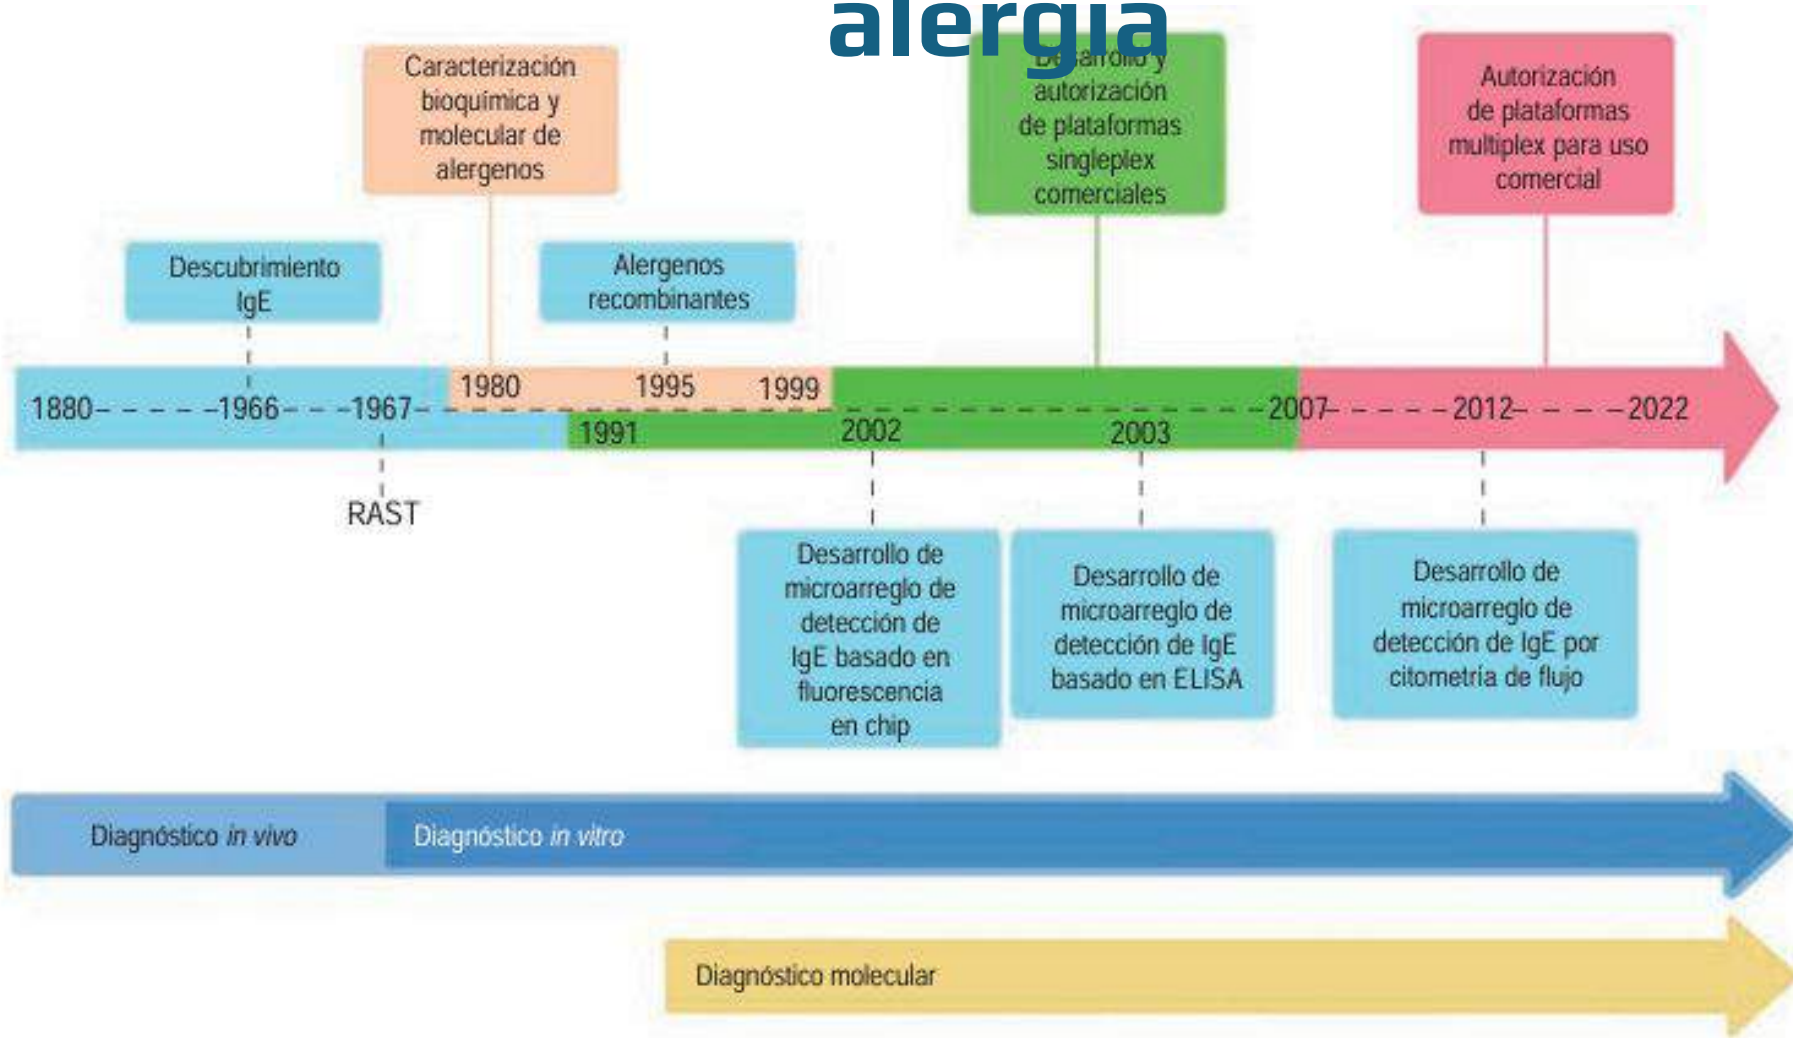 alergia
Caracterización
bioquímica y
molecular de
alergenos
Desarrollo y
autorización
de plataformas
singleplex
comerciales
Autorización
de plataformas
multiplex para uso
comercial
Descubrimiento
IgE
Alergenos
recombinantes
1980 1995 1999
1880 1966 1967 2007 2012 2022
1991 2002 2003
RAST
Desarrollo de
microarreglo de
detección de
IgE basado en
fluorescencia
en chip
Desarrollo de
microarreglo de
detección de IgE
basado en ELISA
Desarrollo de
microarreglo de
detección de IgE por
citometría de flujo
Diagnóstico in vivo
Diagnóstico in vitro
Diagnóstico molecular